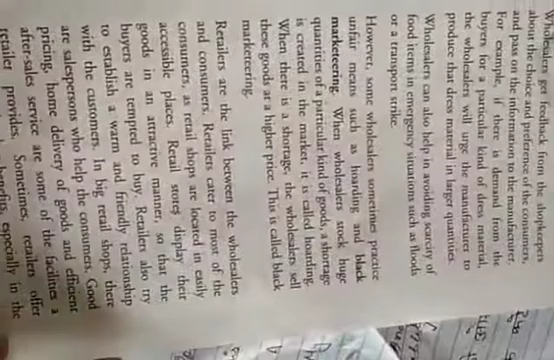 Wholesalers get feedback from the shopkeepers
about the choice and preference of the consumers,
and pass on the information to the manufacturer.
For example, if there is demand from the
buyers for a particular kind of dress material,
the wholesalers will urge the manufacturer to
produce that dress material in larger quantities.
Wholesalers can also help in avoiding scarcity of
food items in emergency situations such as floods
or a transport strike.
However, some wholesalers sometimes practice
unfair means such as hoarding and black
marketeering. When wholesalers stock huge
quantities of a particular kind of goods, a shortage
is created in the market, it is called hoarding.
When there is a shortage, the wholesalers sell
these goods at a higher price. This is called black
marketeering.
Retailers are the link between the wholesalers
and consumers. Retailers cater to most of the
consumers, as retail shops are located in easily
accessible places. Retail stores display their
goods in an attractive manner, so that the
buyers are tempted to buy. Retailers also try
to establish a warm and friendly relationship
with the customers. In big retail shops, there
are salespersons who help the consumers. Good
pricing, home delivery of goods and efficient
after-sales service are some of the facilities a
retailer provides. Sometimes, retailers offer
benefits, especially in the